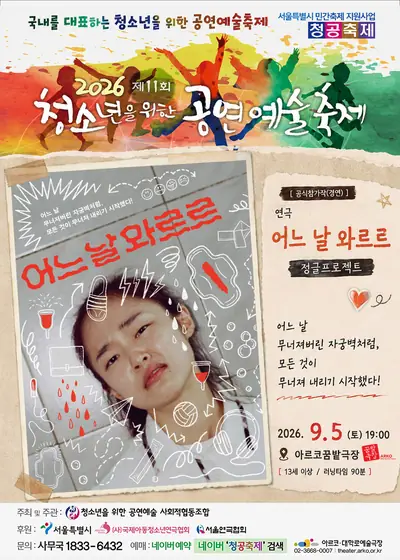 국내를 대표하는 청소년을 위한 공연예술축제
서울특별시 민간축제 지원사업
청공축제
2026 제11회
청소년을 위한 공연예술축제
어느 날
무너져버린 자궁벽처럼,
모든 것이 무너져 내리기 시작했다!
어느 날 와르르
[ 공식참가작(경연) ]
연극
어느 날 와르르
정글프로젝트
어느 날
무너져버린 자궁벽처럼,
모든 것이
무너져 내리기 시작했다!
2026. 9.5 (토) 19:00
아르코꿈밭극장
[ 13세 이상 / 러닝타임 90분 ]
주최 및 주관 : 청소년을 위한 공연예술 사회적협동조합
후원 : 서울특별시 (사)국제아동청소년연극협회 서울연극협회
문의 : 사무국 1833-6432 예매 : 네이버예약 네이버 '청공축제' 검색
아르코·대학로예술극장
02-3668-0007 theater.arko.or.kr